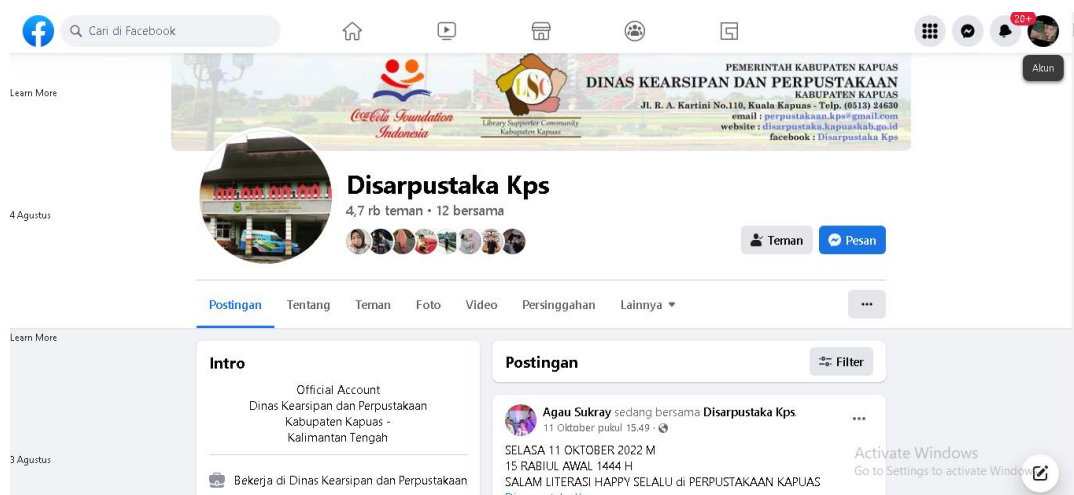 Cari di Facebook
20+
Akun
Learn More
CocaCola Foundation
Indonesia
LSC
Library Supporter Community
Kabupaten Kapuas
PEMERINTAH KABUPATEN KAPUAS
DINAS KEARSIPAN DAN PERPUSTAKAAN
KABUPATEN KAPUAS
Jl. R. A. Kartini No.110, Kuala Kapuas - Telp. (0513) 24630
email : perpustakaan.kps@gmail.com
website : disarpustaka.kapuaskab.go.id
facebook : Disarpustaka Kps
Disarpustaka Kps
4,7 rb teman • 12 bersama
4 Agustus
Teman
Pesan
Postingan
Tentang
Teman
Foto
Video
Persinggahan
Lainnya
Learn More
Intro
Official Account
Dinas Kearsipan dan Perpustakaan
Kabupaten Kapuas -
Kalimantan Tengah
Bekerja di Dinas Kearsipan dan Perpustakaan
3 Agustus
Postingan
Filter
Agau Sukray sedang bersama Disarpustaka Kps.
11 Oktober pukul 15.49 ·
SELASA 11 OKTOBER 2022 M
15 RABIUL AWAL 1444 H
SALAM LITERASI HAPPY SELALU di PERPUSTAKAAN KAPUAS
Activate Windows
Go to Settings to activate Windows